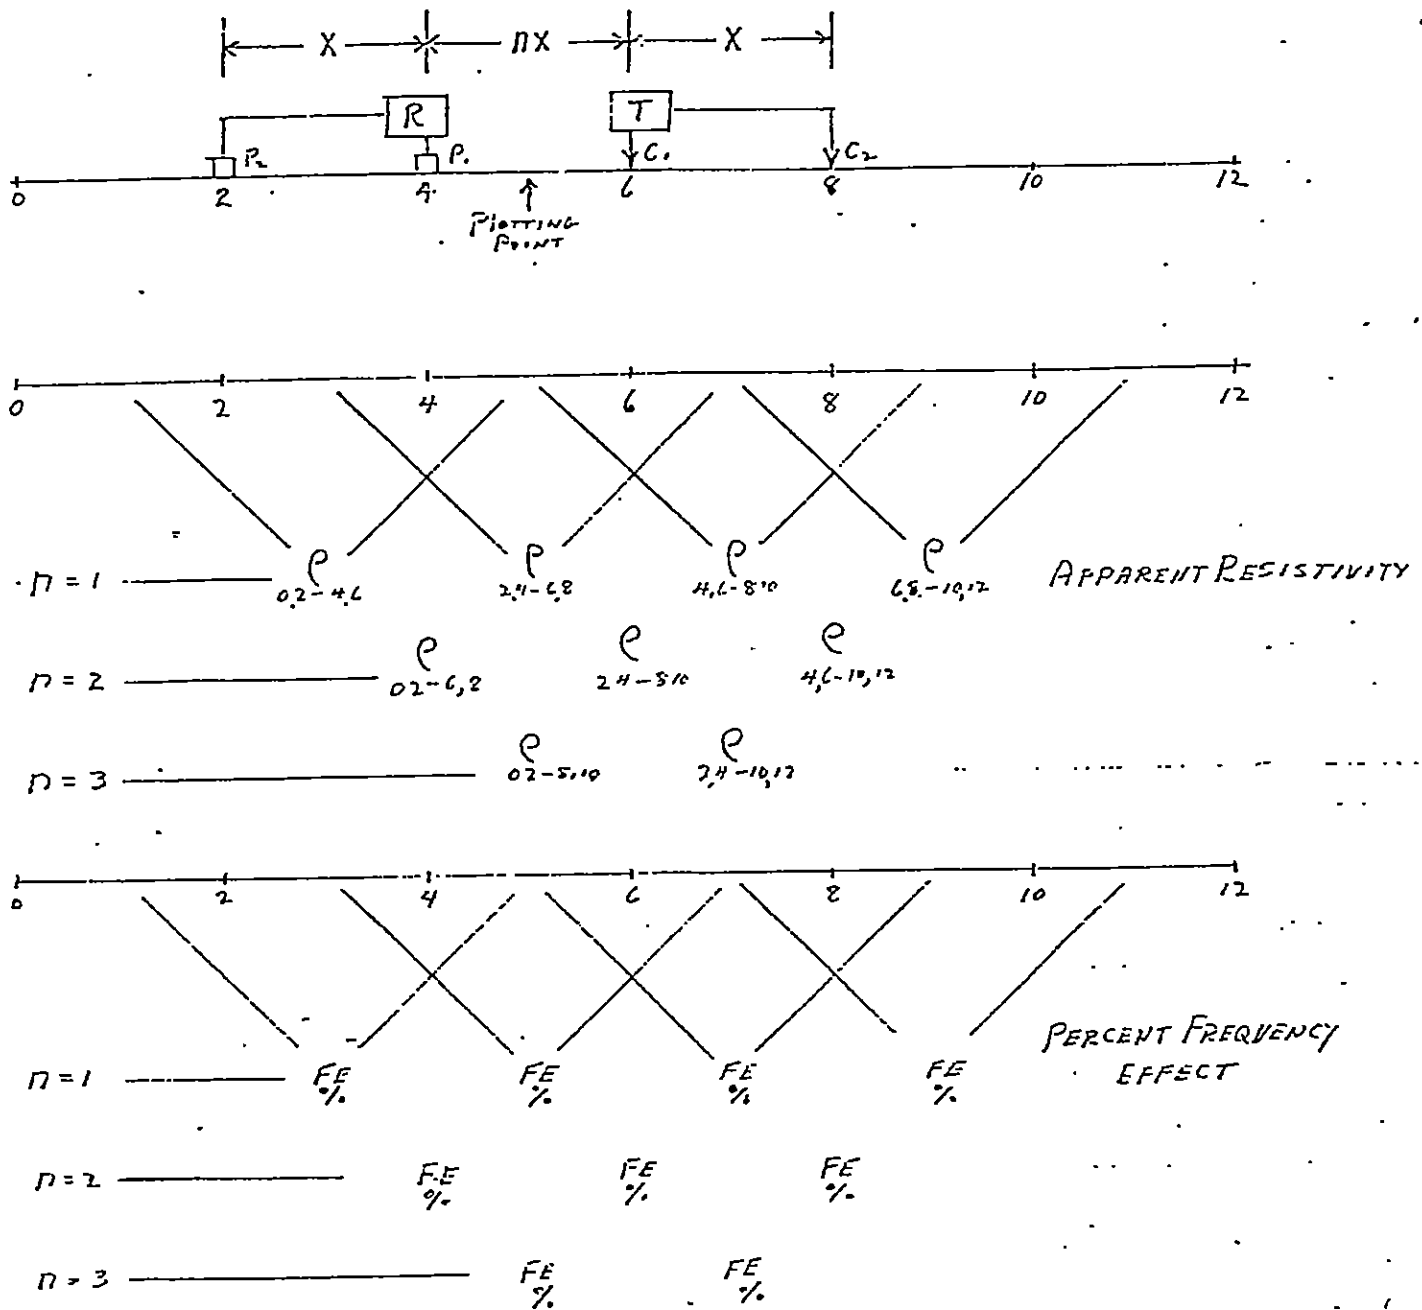 X nX X
R T
P2 P1 C1 C2
0 2 4 6 8 10 12
PLOTTING
POINT
0 2 4 6 8 10 12
n = 1 ρ ρ ρ ρ APPARENT RESISTIVITY
0,2-4,6 2,4-6,8 4,6-8,10 6,8-10,12
n = 2 ρ ρ ρ
0 2-6,8 2 4-8 10 4,6-10,12
n = 3 ρ ρ
0 2-8,10 2,4-10,12
0 2 4 6 8 10 12
PERCENT FREQUENCY
EFFECT
n = 1 FE FE FE FE
% % % %
n = 2 FE FE FE
% % %
n = 3 FE FE
% %